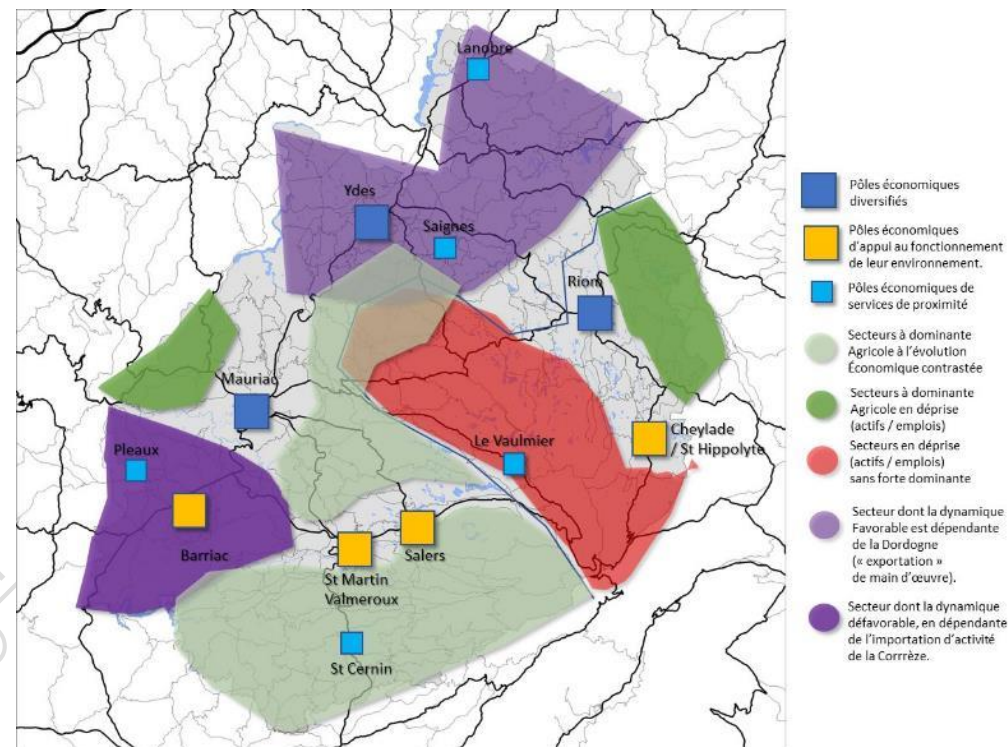 Lanobre
Ydes
Saignes
Riom
Mauriac
Cheylade
/ St Hippolyte
Pleaux
Le Vaulmier
Barriac
Salers
St Martin
Valmeroux
St Cernin
Pôles économiques
diversifiés
Pôles économiques
d'appui au fonctionnement
de leur environnement.
Pôles économiques de
services de proximité
Secteurs à dominante
Agricole à l'évolution
Économique contrastée
Secteurs à dominante
Agricole en déprise
(actifs / emplois)
Secteurs en déprise
(actifs / emplois)
sans forte dominante
Secteur dont la dynamique
Favorable est dépendante
de la Dordogne
(« exportation »
de main d'œuvre).
Secteur dont la dynamique
défavorable, en dépendante
de l'importation d'activité
de la Corrrèze.